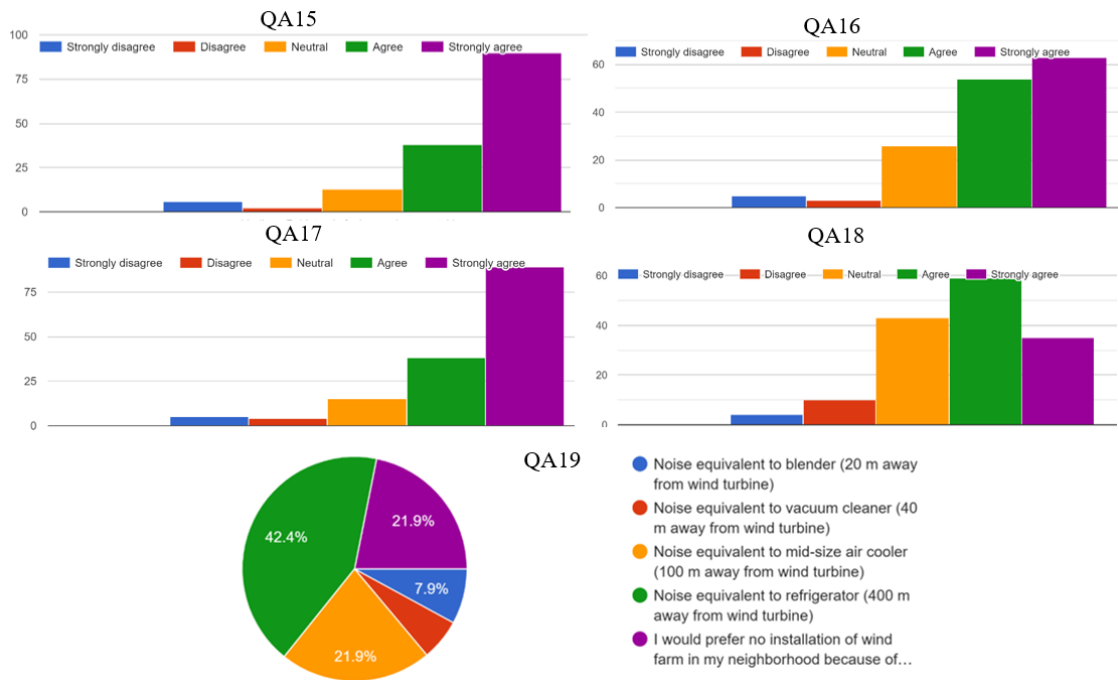 QA15
100
Strongly disagree Disagree Neutral Agree Strongly agree
75
50
25
0
QA16
Strongly disagree Disagree Neutral Agree Strongly agree
60
40
20
0
QA17
Strongly disagree Disagree Neutral Agree Strongly agree
75
50
25
0
QA18
60
Strongly disagree Disagree Neutral Agree Strongly agree
40
20
0
QA19
42.4%
21.9%
7.9%
21.9%
Noise equivalent to blender (20 m away
from wind turbine)
Noise equivalent to vacuum cleaner (40
m away from wind turbine)
Noise equivalent to mid-size air cooler
(100 m away from wind turbine)
Noise equivalent to refrigerator (400 m
away from wind turbine)
I would prefer no installation of wind
farm in my neighborhood because of…